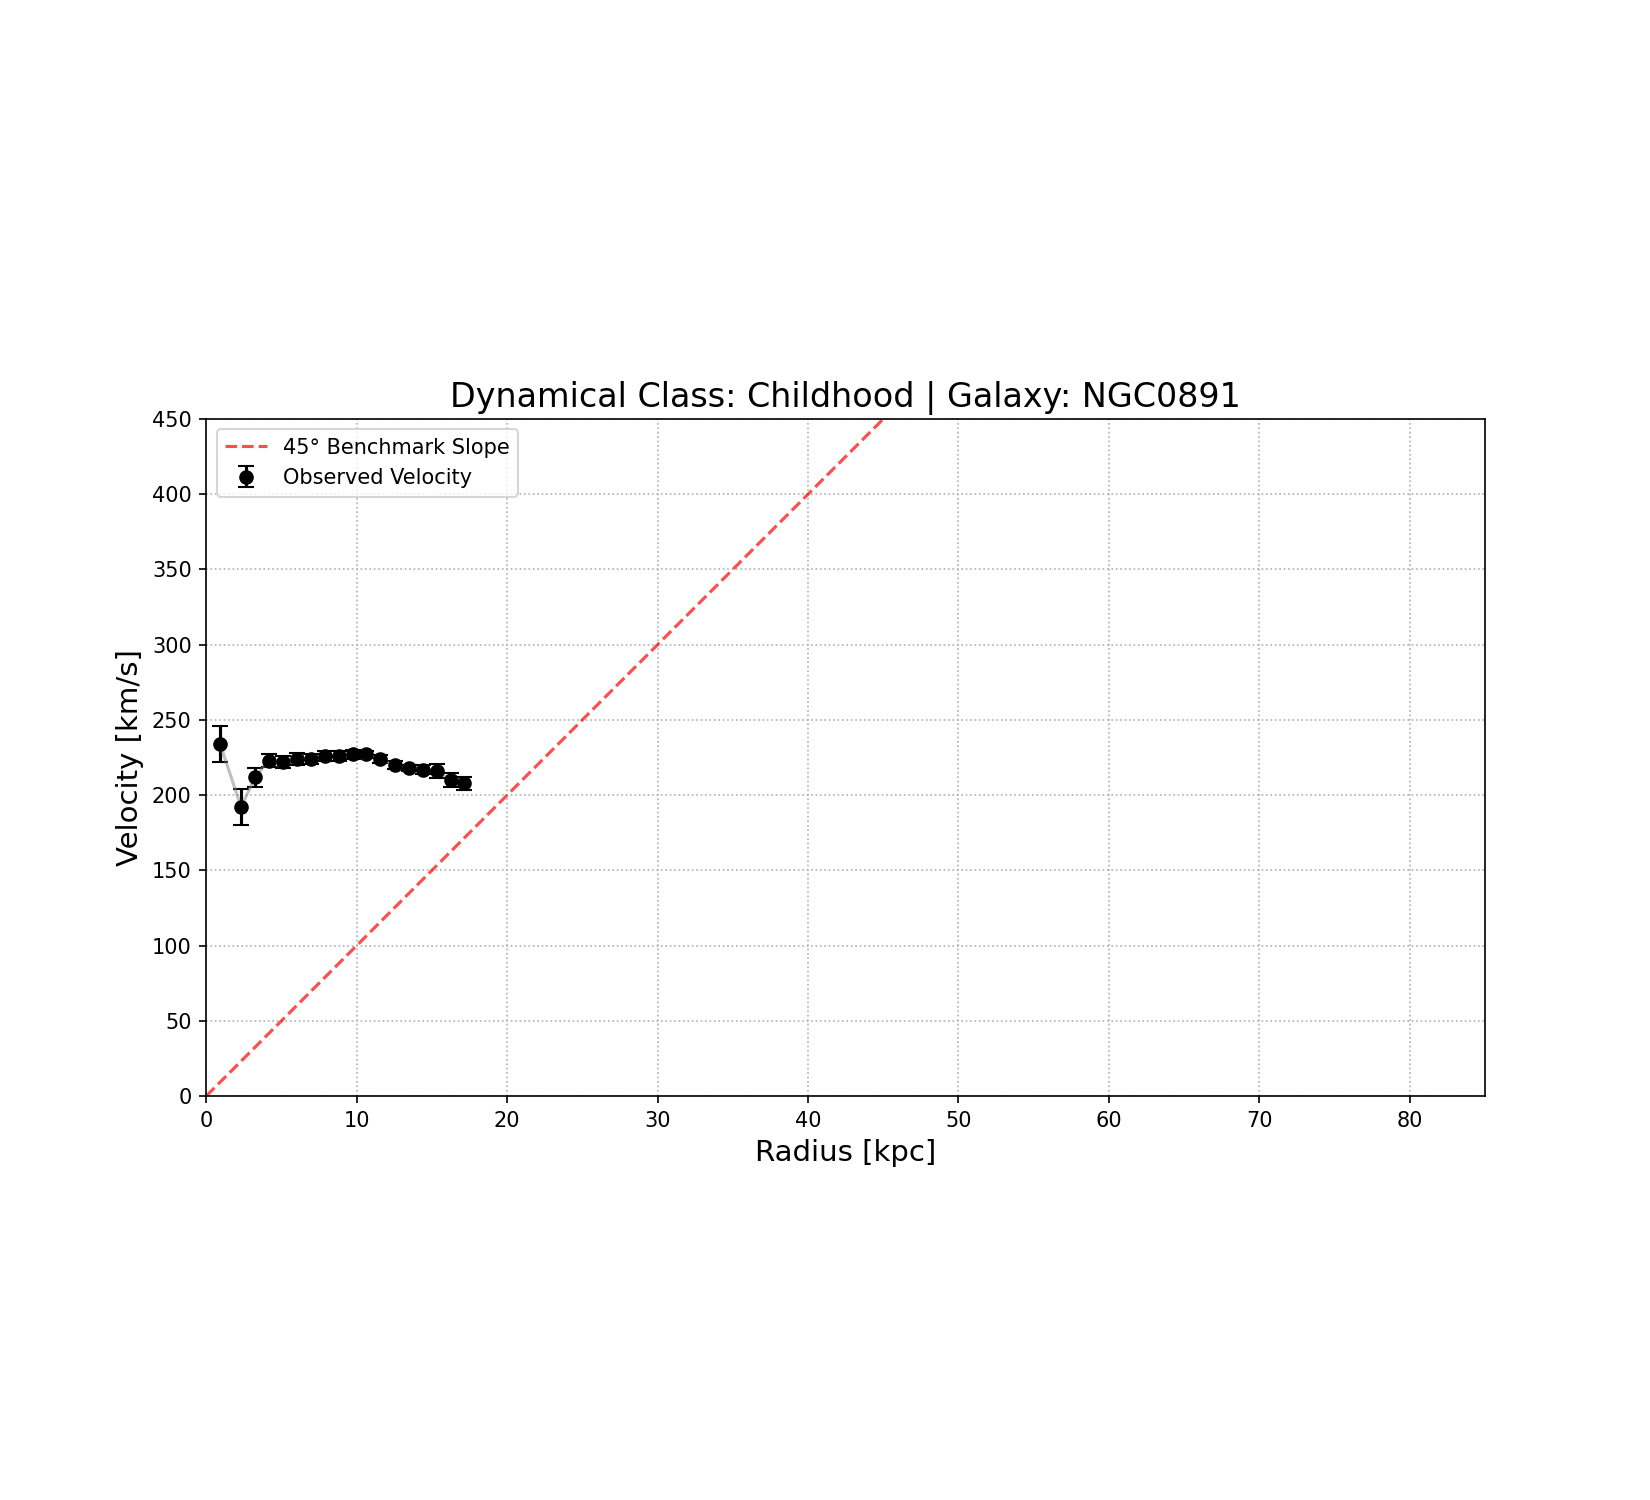 Dynamical Class: Childhood | Galaxy: NGC0891
45° Benchmark Slope
Observed Velocity
Velocity [km/s]
450
400
350
300
250
200
150
100
50
0
0 10 20 30 40 50 60 70 80
Radius [kpc]